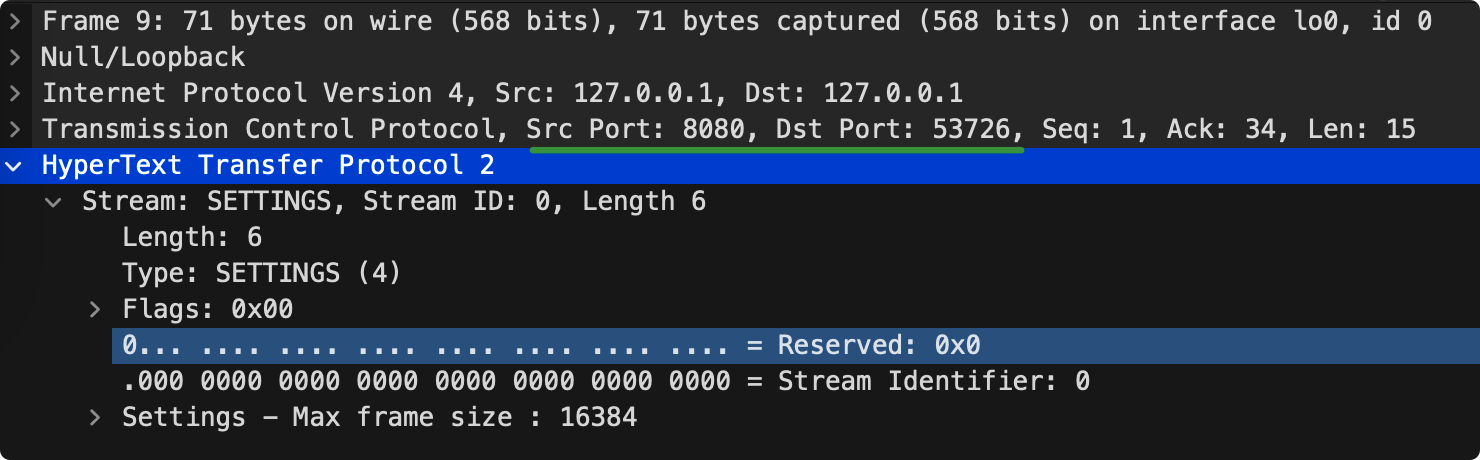 Frame 9: 71 bytes on wire (568 bits), 71 bytes captured (568 bits) on interface lo0, id 0
Null/Loopback
Internet Protocol Version 4, Src: 127.0.0.1, Dst: 127.0.0.1
Transmission Control Protocol, Src Port: 8080, Dst Port: 53726, Seq: 1, Ack: 34, Len: 15
HyperText Transfer Protocol 2
Stream: SETTINGS, Stream ID: 0, Length 6
Length: 6
Type: SETTINGS (4)
Flags: 0x00
0... .... .... .... .... .... .... .... = Reserved: 0x0
.000 0000 0000 0000 0000 0000 0000 0000 = Stream Identifier: 0
Settings - Max frame size : 16384